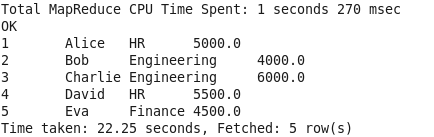 Total MapReduce CPU Time Spent: 1 seconds 270 msec
OK
1	Alice	HR	5000.0
2	Bob	Engineering	4000.0
3	Charlie	Engineering	6000.0
4	David	HR	5500.0
5	Eva	Finance	4500.0
Time taken: 22.25 seconds, Fetched: 5 row(s)